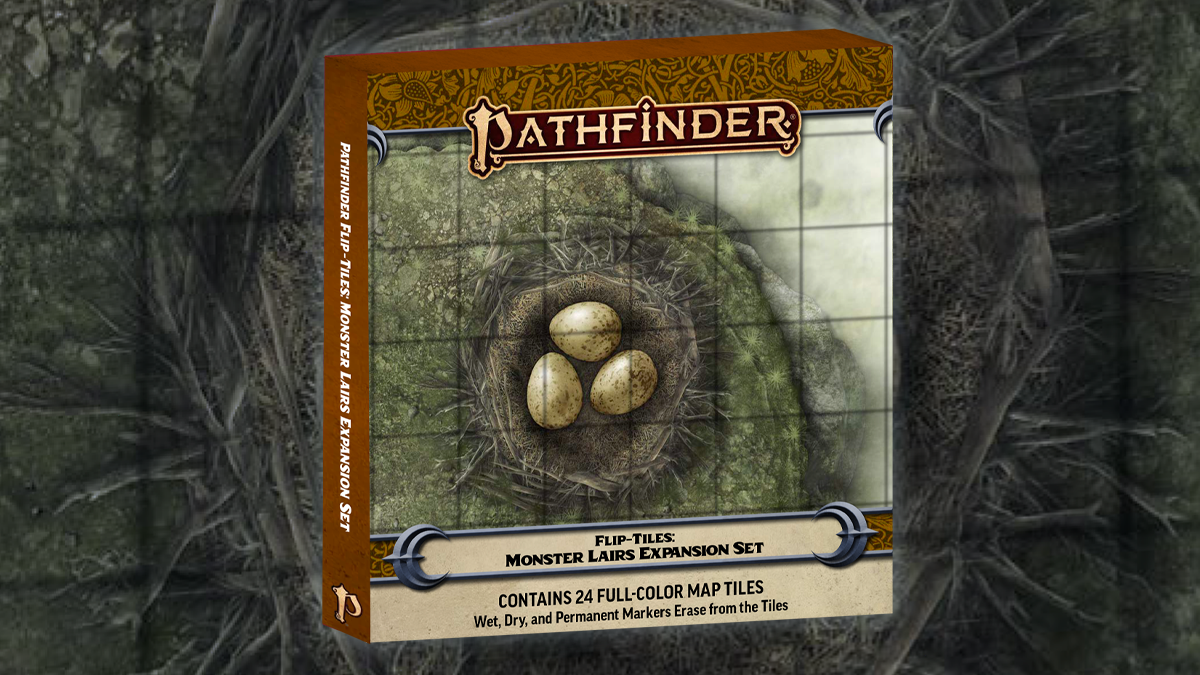 PATHFINDER FLIP-TILES: MONSTER LAIRS EXPANSION SET
P
PATHFINDER®
FLIP-TILES:
MONSTER LAIRS EXPANSION SET
CONTAINS 24 FULL-COLOR MAP TILES
Wet, Dry, and Permanent Markers Erase from the Tiles